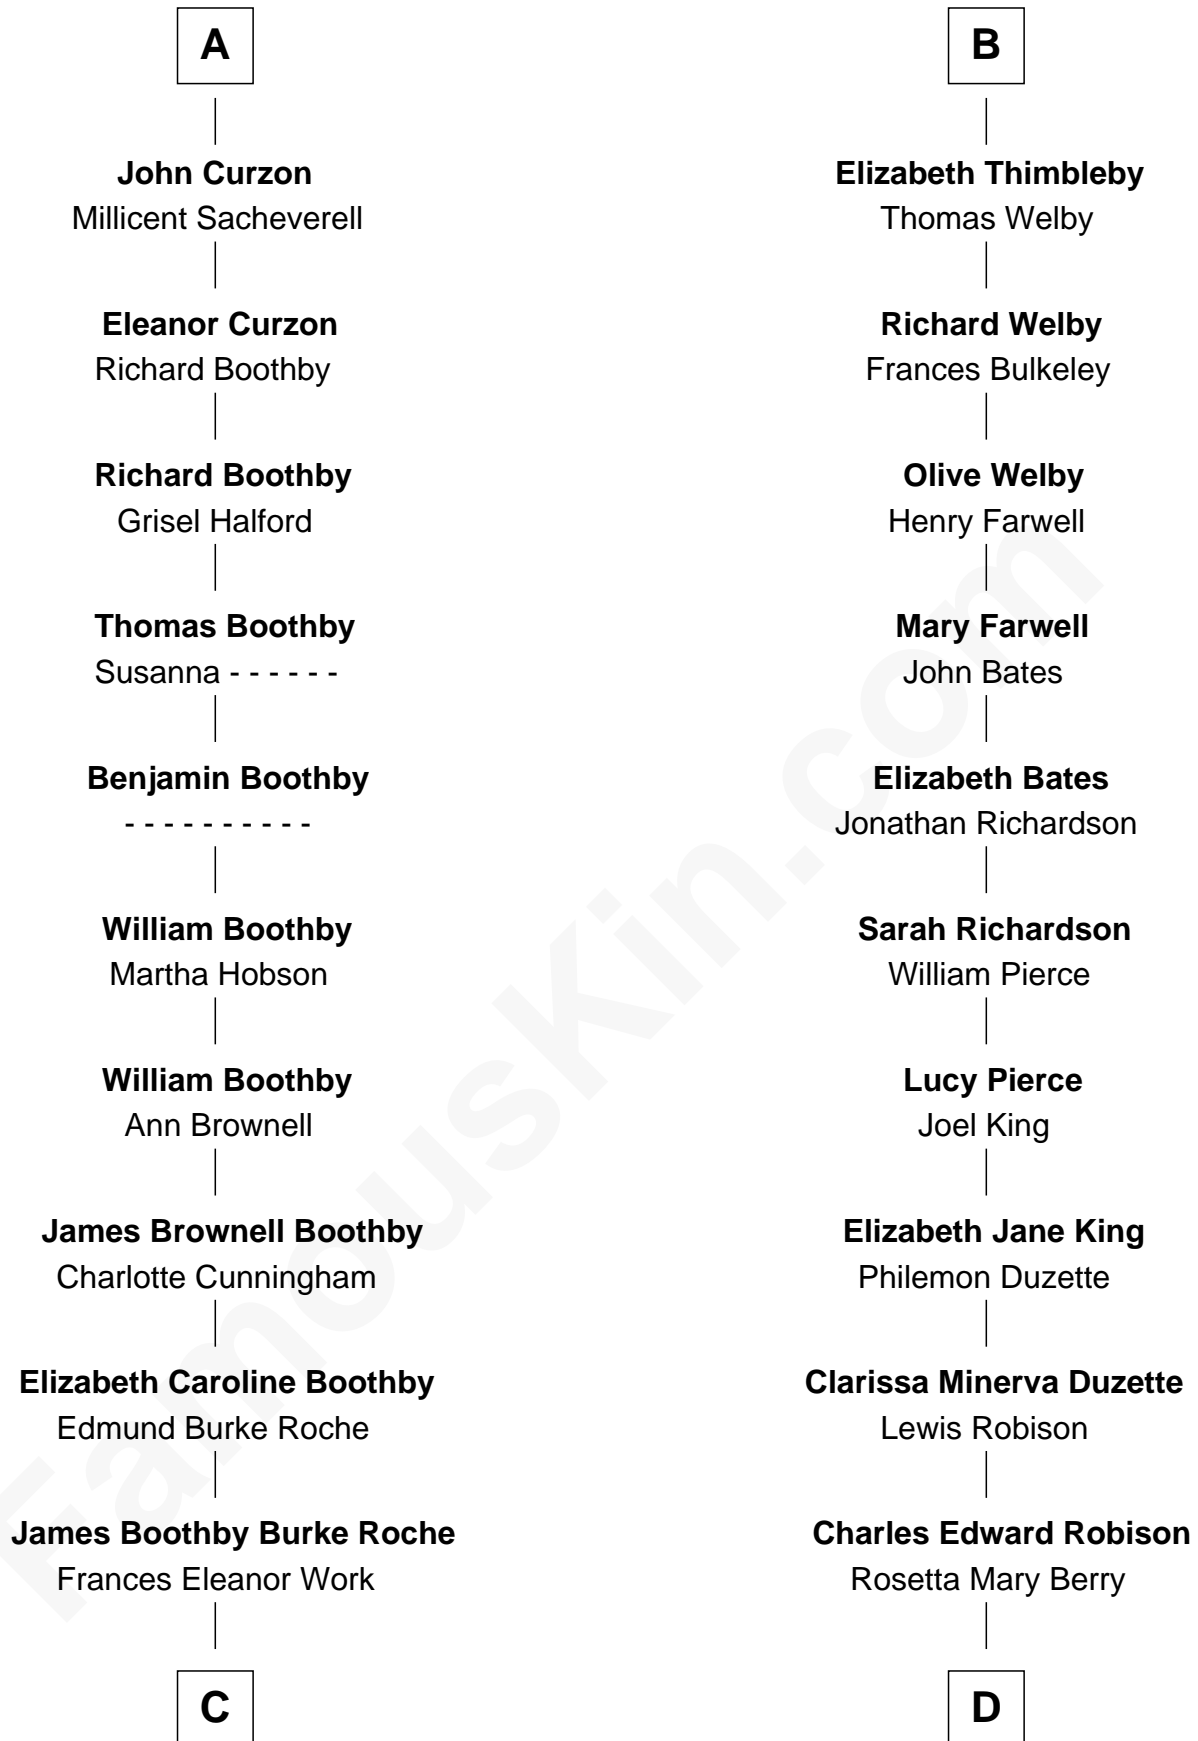 A
John Curzon
Millicent Sacheverell
Eleanor Curzon
Richard Boothby
Richard Boothby
Grisel Halford
Thomas Boothby
Susanna - - - - - -
Benjamin Boothby
- - - - - - - - - -
William Boothby
Martha Hobson
William Boothby
Ann Brownell
James Brownell Boothby
Charlotte Cunningham
Elizabeth Caroline Boothby
Edmund Burke Roche
James Boothby Burke Roche
Frances Eleanor Work
C
B
Elizabeth Thimbleby
Thomas Welby
Richard Welby
Frances Bulkeley
Olive Welby
Henry Farwell
Mary Farwell
John Bates
Elizabeth Bates
Jonathan Richardson
Sarah Richardson
William Pierce
Lucy Pierce
Joel King
Elizabeth Jane King
Philemon Duzette
Clarissa Minerva Duzette
Lewis Robison
Charles Edward Robison
Rosetta Mary Berry
D
FamousKin.com